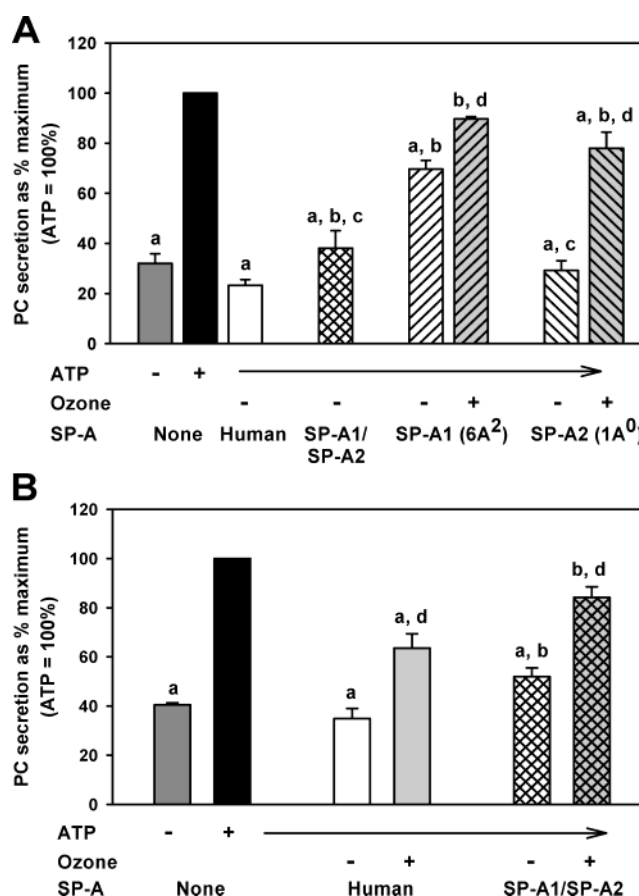 A
PC secretion as % maximum
(ATP = 100%)
120
100
80
60
40
20
0
a
a
a, b, c
a, b
b, d
a, c
a, b, d
ATP - +
Ozone - - - + - +
SP-A None Human SP-A1/ SP-A1 (6A²) SP-A2 (1A⁰)
SP-A2
B
PC secretion as % maximum
(ATP = 100%)
120
100
80
60
40
20
0
a
a
a, d
a, b
b, d
ATP - +
Ozone - + - +
SP-A None Human SP-A1/SP-A2